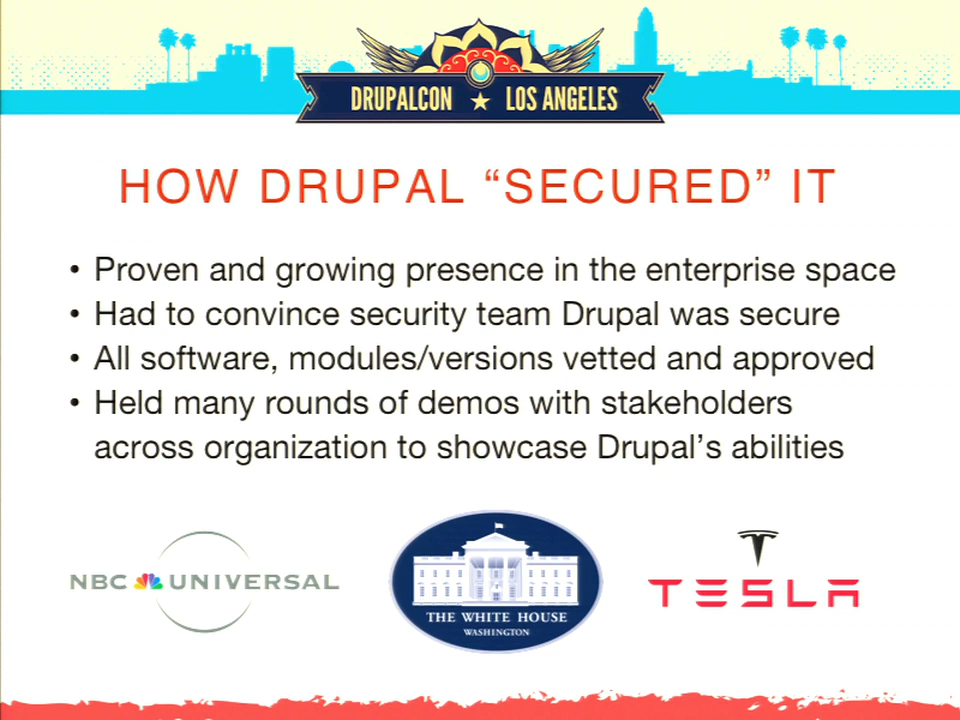 DRUPALCON ★ LOS ANGELES
HOW DRUPAL “SECURED” IT
• Proven and growing presence in the enterprise space
• Had to convince security team Drupal was secure
• All software, modules/versions vetted and approved
• Held many rounds of demos with stakeholders
across organization to showcase Drupal’s abilities
NBC UNIVERSAL
THE WHITE HOUSE
WASHINGTON
TESLA